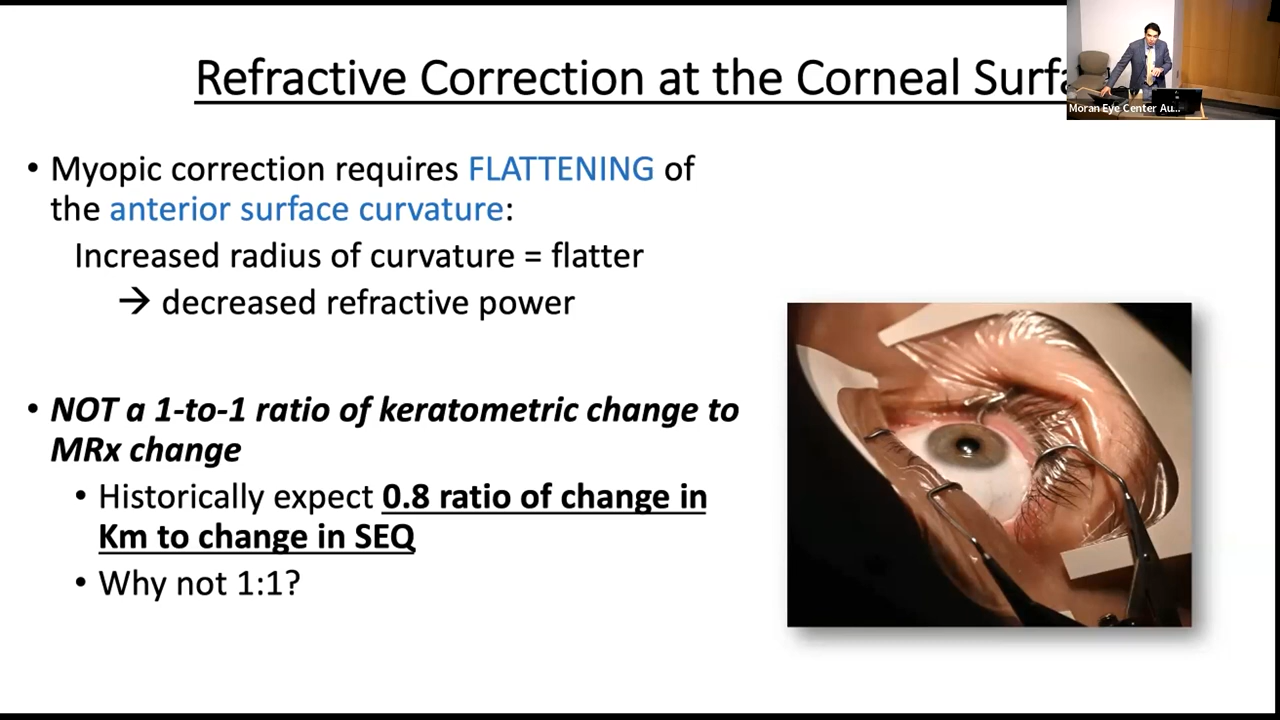 Refractive Correction at the Corneal
Moran Eye Center Au...
• Myopic correction requires FLATTENING of
the anterior surface curvature:
Increased radius of curvature = flatter
→ decreased refractive power
• NOT a 1-to-1 ratio of keratometric change to
MRx change
• Historically expect 0.8 ratio of change in
Km to change in SEQ
• Why not 1:1?